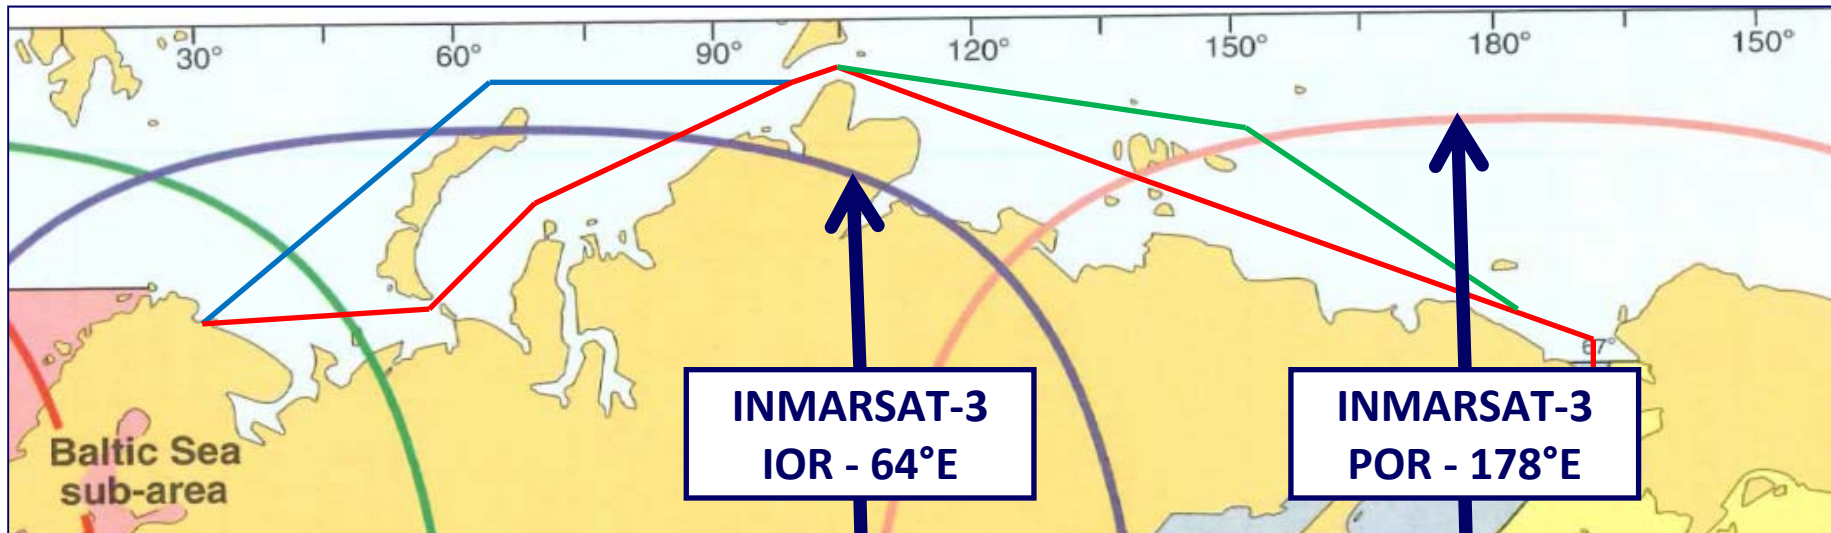 30° 60° 90° 120° 150° 180° 150°
67°
INMARSAT-3
IOR - 64°E
INMARSAT-3
POR - 178°E
Baltic Sea
sub-area